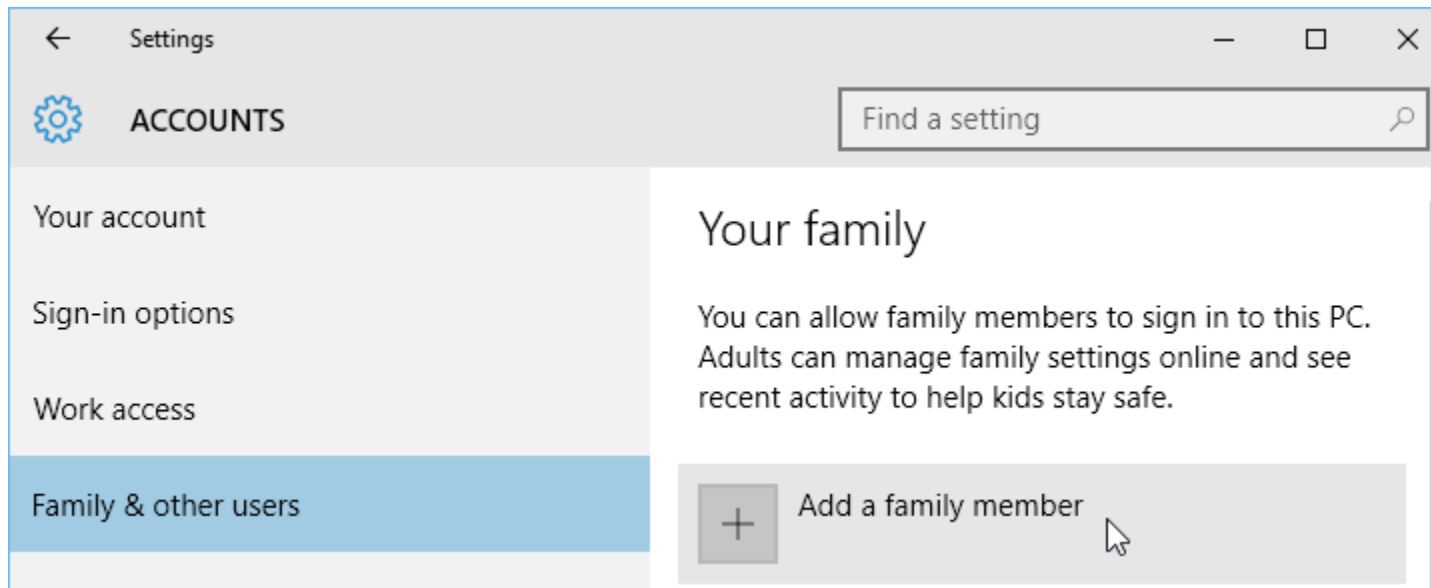 Settings
ACCOUNTS
Find a setting
Your account
Sign-in options
Work access
Family & other users
Your family
You can allow family members to sign in to this PC.
Adults can manage family settings online and see
recent activity to help kids stay safe.
Add a family member